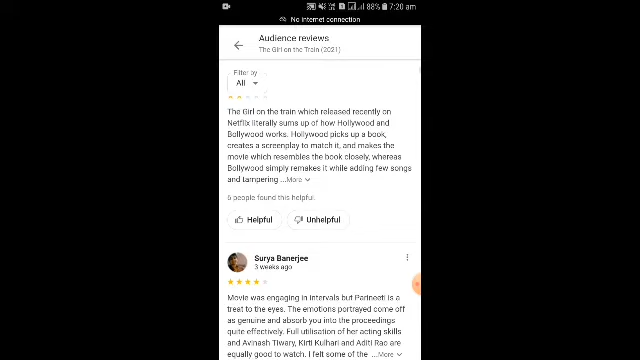 88% 7:20 am
No internet connection
Audience reviews
The Girl on the Train (2021)
Filter by
All
The Girl on the train which released recently on
Netflix literally sums up of how Hollywood and
Bollywood works. Hollywood picks up a book,
creates a screenplay to match it, and makes the
movie which resembles the book closely, whereas
Bollywood simply remakes it while adding few songs
and tampering ...More
6 people found this helpful.
Helpful
Unhelpful
Surya Banerjee
3 weeks ago
Movie was engaging in intervals but Parineeti is a
treat to the eyes. The emotions portrayed come off
as genuine and absorb you into the proceedings
quite effectively. Full utilisation of her acting skills
and Avinash Tiwary, Kirti Kulhari and Aditi Rao are
equally good to watch. I felt some of the ...More